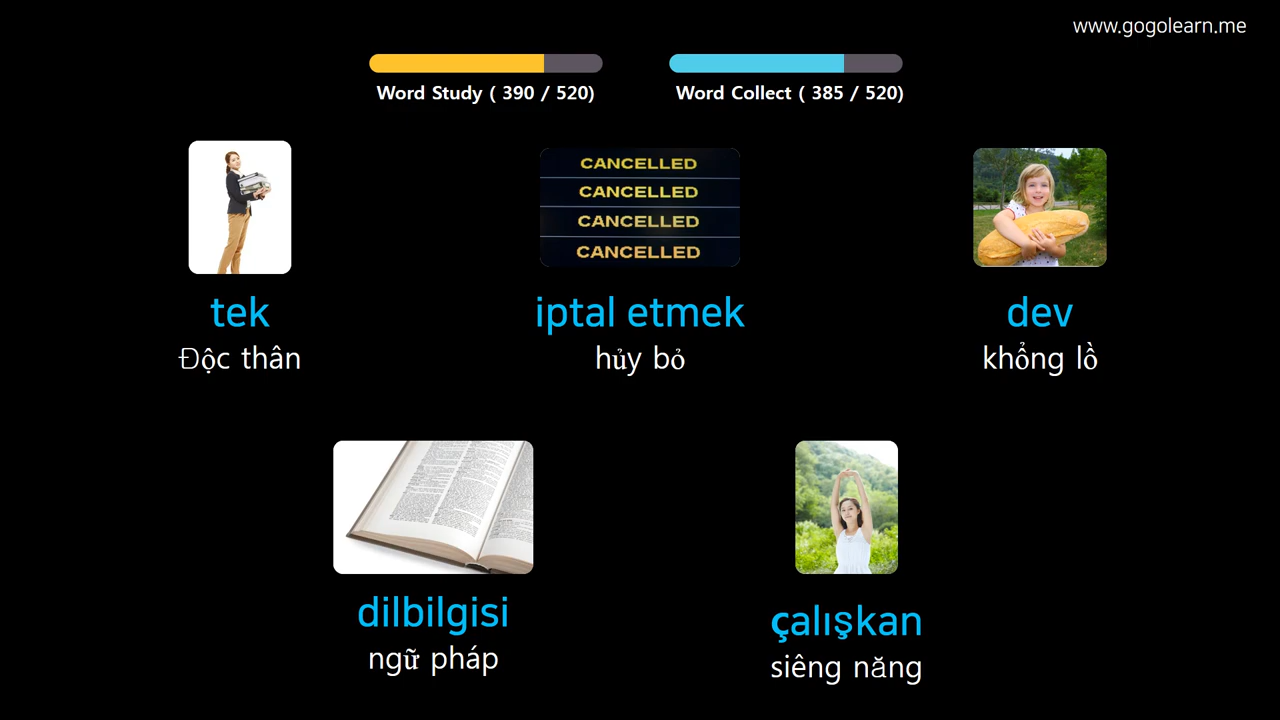 www.gogolearn.me
Word Study ( 390 / 520)
Word Collect ( 385 / 520)
CANCELLED
CANCELLED
CANCELLED
CANCELLED
tek
Độc thân
iptal etmek
hủy bỏ
dev
khổng lồ
dilbilgisi
ngữ pháp
çalışkan
siêng năng